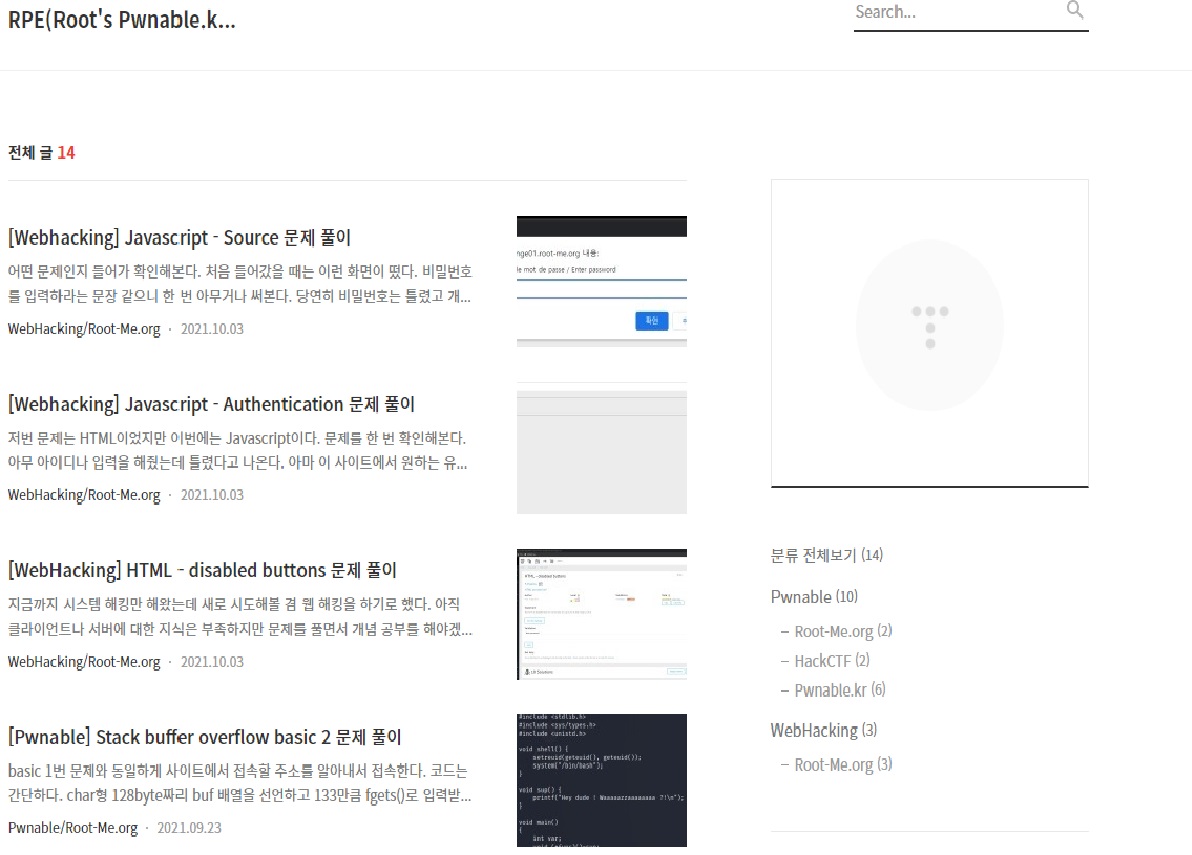 RPE(Root's Pwnable.k...
Search...
전체 글 14
[Webhacking] Javascript - Source 문제 풀이
어떤 문제인지 들어가 확인해본다. 처음 들어갔을 때는 이런 화면이 떴다. 비밀번호
를 입력하라는 문장 같으니 한 번 아무거나 써본다. 당연히 비밀번호는 틀렸고 개...
WebHacking/Root-Me.org · 2021.10.03
nge01.root-me.org 내용:
le mot de passe / Enter password
확인
[Webhacking] Javascript - Authentication 문제 풀이
저번 문제는 HTML이었지만 이번에는 Javascript이다. 문제를 한 번 확인해본다.
아무 아이디나 입력을 해줬는데 틀렸다고 나온다. 아마 이 사이트에서 원하는 유...
WebHacking/Root-Me.org · 2021.10.03
[WebHacking] HTML - disabled buttons 문제 풀이
지금까지 시스템 해킹만 해왔는데 새로 시도해볼 겸 웹 해킹을 하기로 했다. 아직
클라이언트나 서버에 대한 지식은 부족하지만 문제를 풀면서 개념 공부를 해야겠...
WebHacking/Root-Me.org · 2021.10.03
HTML - disabled buttons
[Pwnable] Stack buffer overflow basic 2 문제 풀이
basic 1번 문제와 동일하게 사이트에서 접속할 주소를 알아내서 접속한다. 코드는
간단하다. char형 128byte짜리 buf 배열을 선언하고 133만큼 fgets()로 입력받...
Pwnable/Root-Me.org · 2021.09.23
#include <stdlib.h>
#include <sys/types.h>
#include <unistd.h>
void shell() {
setreuid(geteuid(), geteuid());
system("/bin/bash");
}
void sup() {
printf("Hey dude ! Waaaaazzaaaaaaaa ?!\n");
}
void main()
{
int var;
분류 전체보기 (14)
Pwnable (10)
– Root-Me.org (2)
– HackCTF (2)
– Pwnable.kr (6)
WebHacking (3)
– Root-Me.org (3)